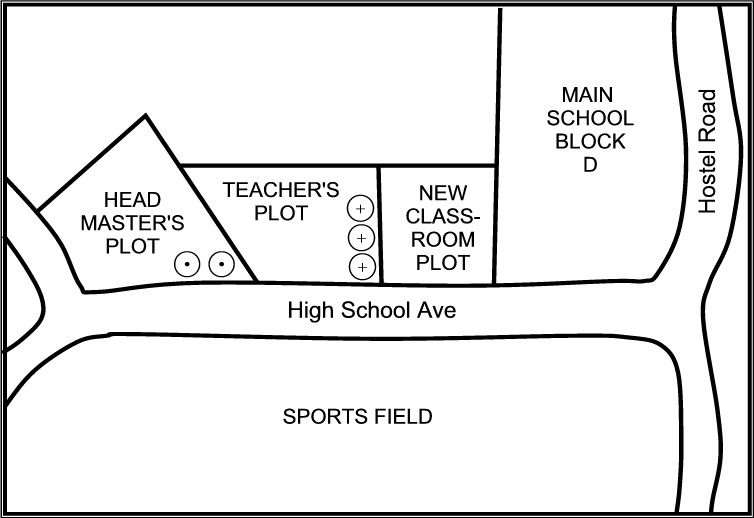 MAIN
SCHOOL
BLOCK
D
Hostel Road
HEAD
MASTER'S
PLOT
TEACHER'S
PLOT
NEW
CLASS-
ROOM
PLOT
High School Ave
SPORTS FIELD